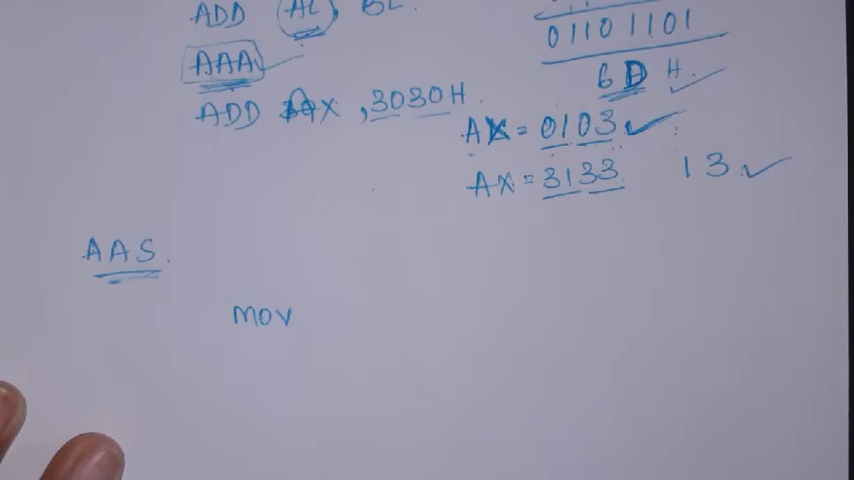 ADD AL, BL.
AAA
ADD AX, 3030H.
01101101
6D H.
AX = 0103
AX = 3133. 13
AAS.
MOV